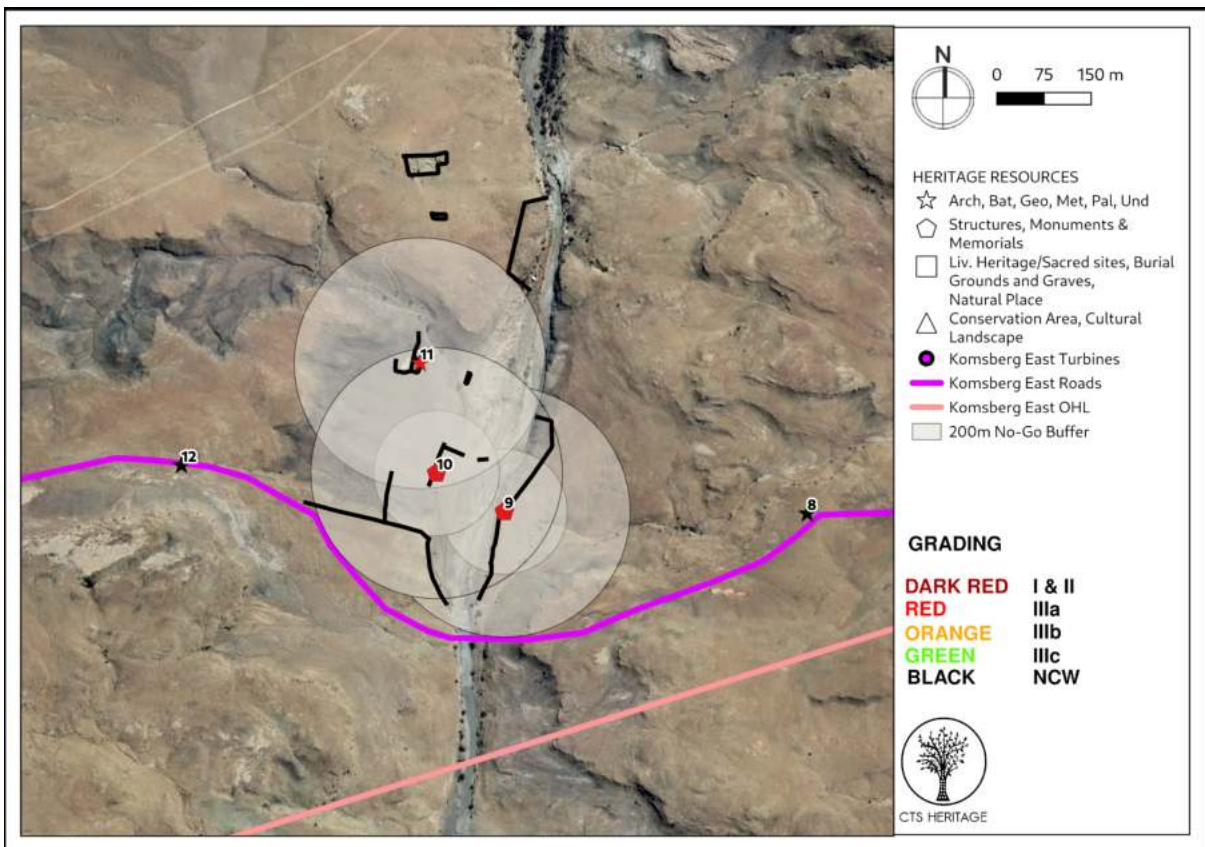 11
10
9
12
8
N
0 75 150 m
HERITAGE RESOURCES
Arch, Bat, Geo, Met, Pal, Und
Structures, Monuments &
Memorials
Liv. Heritage/Sacred sites, Burial
Grounds and Graves,
Natural Place
Conservation Area, Cultural
Landscape
Komsberg East Turbines
Komsberg East Roads
Komsberg East OHL
200m No-Go Buffer
GRADING
DARK RED I & II
RED IIIa
ORANGE IIIb
GREEN IIIc
BLACK NCW
CTS HERITAGE